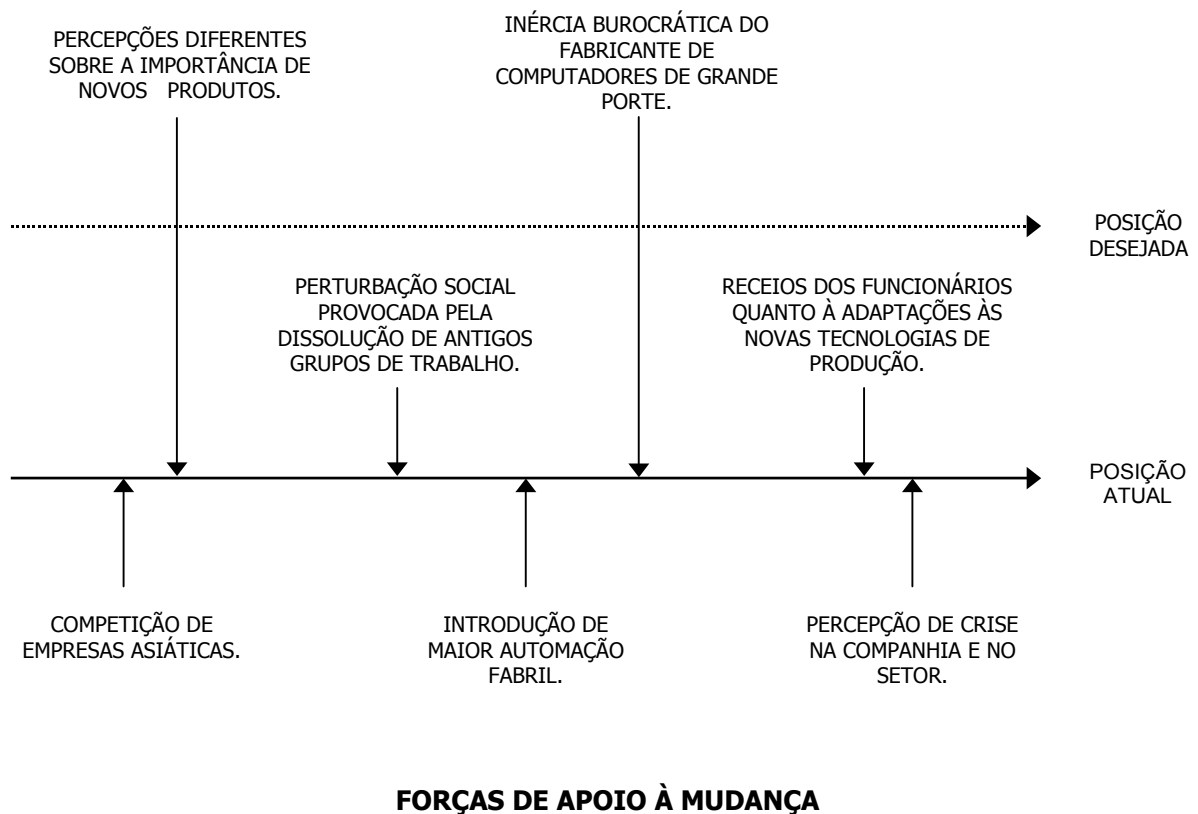 PERCEPÇÕES DIFERENTES
SOBRE A IMPORTÂNCIA DE
NOVOS PRODUTOS.
INÉRCIA BUROCRÁTICA DO
FABRICANTE DE
COMPUTADORES DE GRANDE
PORTE.
POSIÇÃO
DESEJADA
PERTURBAÇÃO SOCIAL
PROVOCADA PELA
DISSOLUÇÃO DE ANTIGOS
GRUPOS DE TRABALHO.
RECEIOS DOS FUNCIONÁRIOS
QUANTO À ADAPTAÇÕES ÀS
NOVAS TECNOLOGIAS DE
PRODUÇÃO.
POSIÇÃO
ATUAL
COMPETIÇÃO DE
EMPRESAS ASIÁTICAS.
INTRODUÇÃO DE
MAIOR AUTOMAÇÃO
FABRIL.
PERCEPÇÃO DE CRISE
NA COMPANHIA E NO
SETOR.
FORÇAS DE APOIO À MUDANÇA